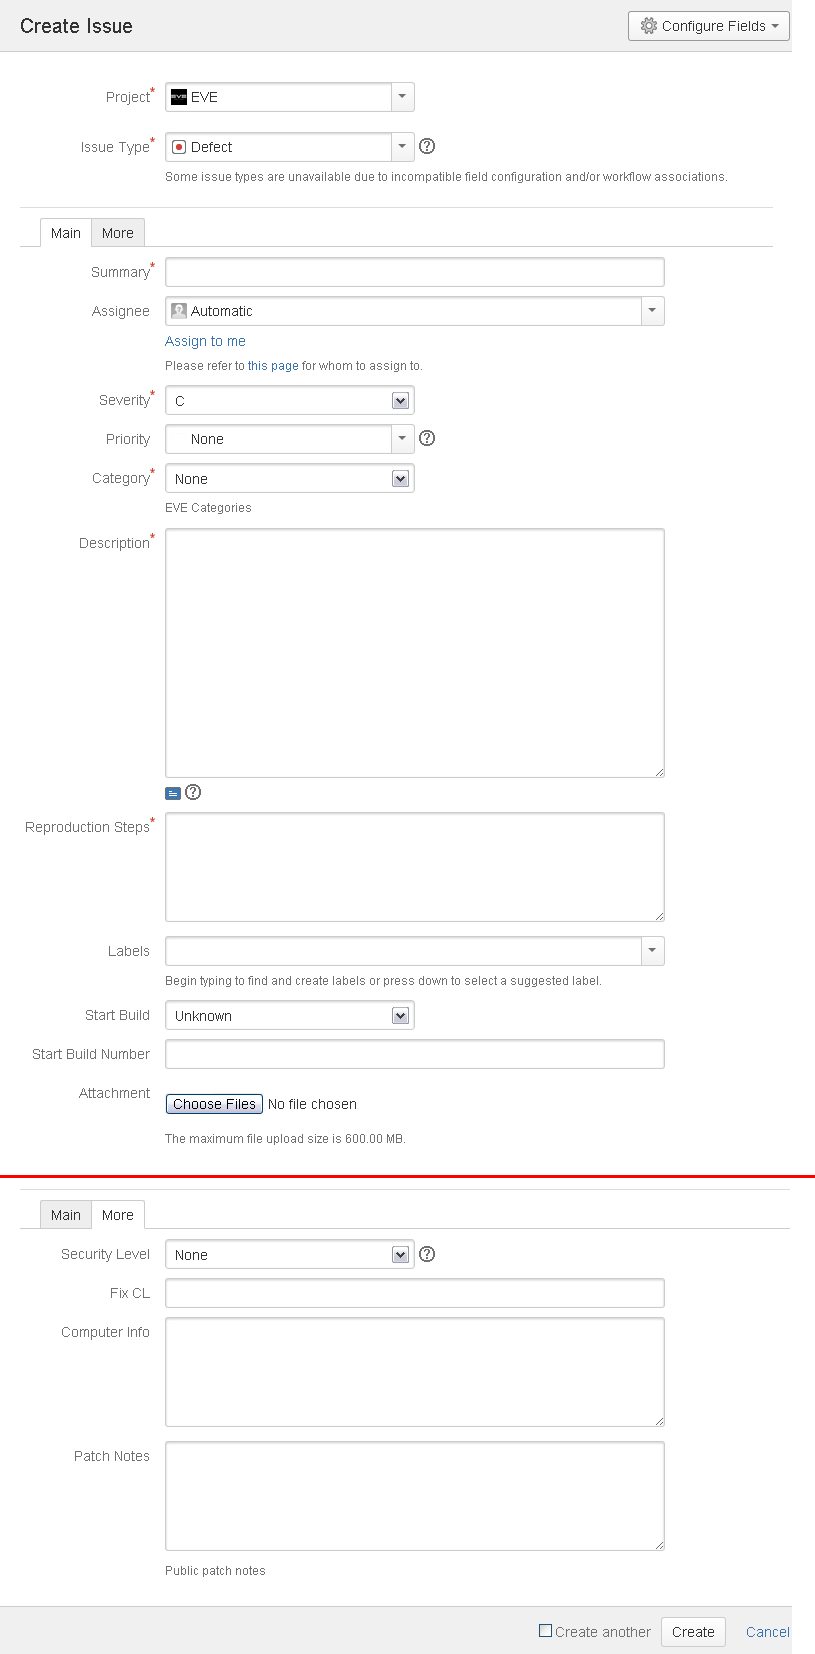 Create Issue
Configure Fields
Project*
EVE
Issue Type*
Defect
Some issue types are unavailable due to incompatible field configuration and/or workflow associations.
Main More
Summary*
Assignee
Automatic
Assign to me
Please refer to this page for whom to assign to.
Severity*
C
Priority
None
Category*
None
EVE Categories
Description*
Reproduction Steps*
Labels
Begin typing to find and create labels or press down to select a suggested label.
Start Build
Unknown
Start Build Number
Attachment
Choose Files No file chosen
The maximum file upload size is 600.00 MB.
Main More
Security Level
None
Fix CL
Computer Info
Patch Notes
Public patch notes
Create another Create Cancel